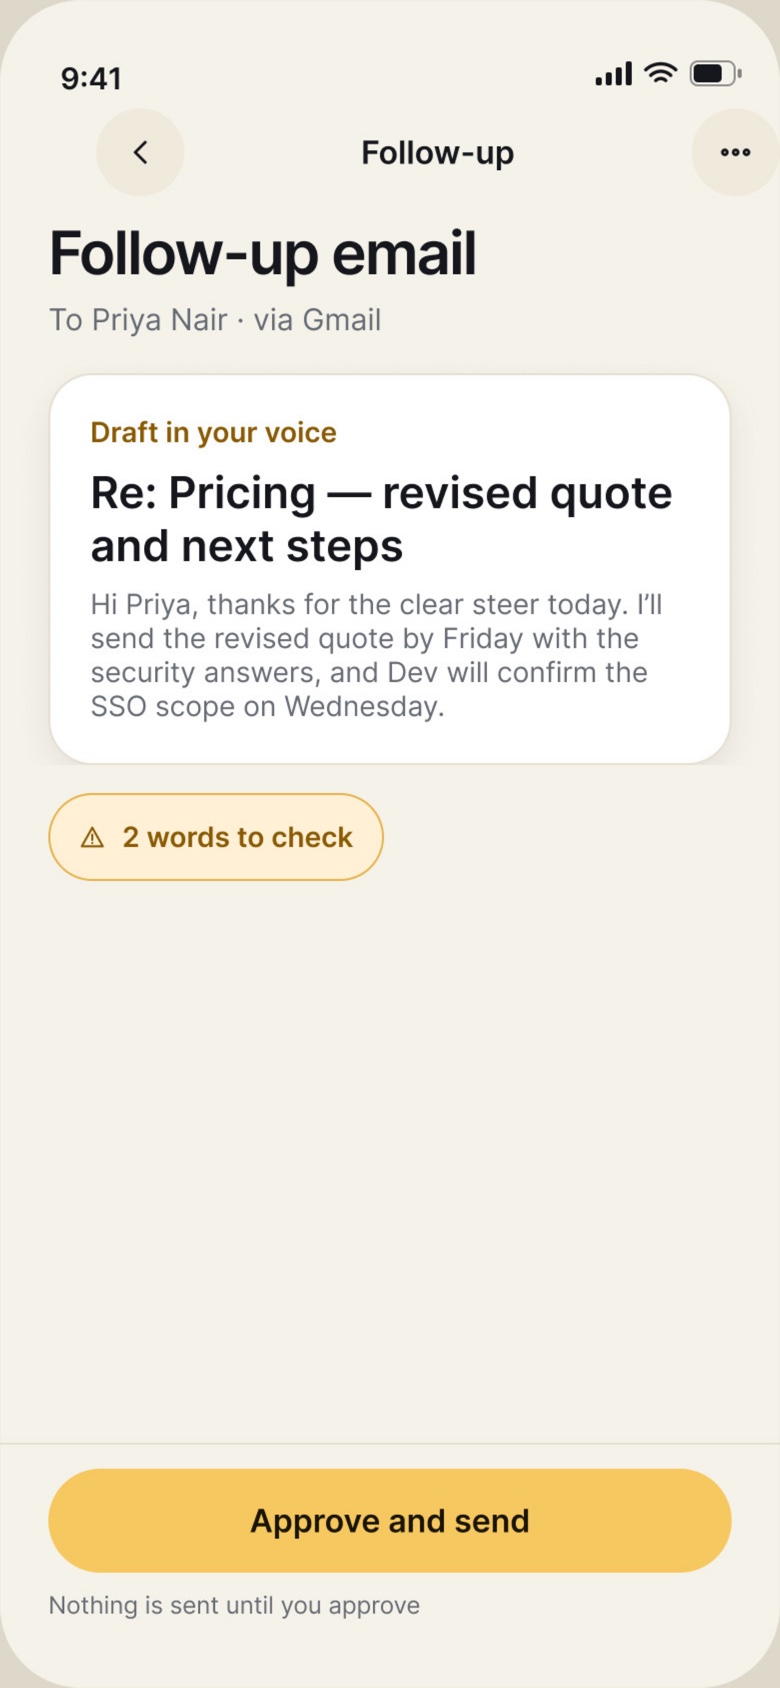 9:41
Follow-up
Follow-up email
To Priya Nair · via Gmail
Draft in your voice
Re: Pricing — revised quote
and next steps
Hi Priya, thanks for the clear steer today. I’ll
send the revised quote by Friday with the
security answers, and Dev will confirm the
SSO scope on Wednesday.
2 words to check
Approve and send
Nothing is sent until you approve